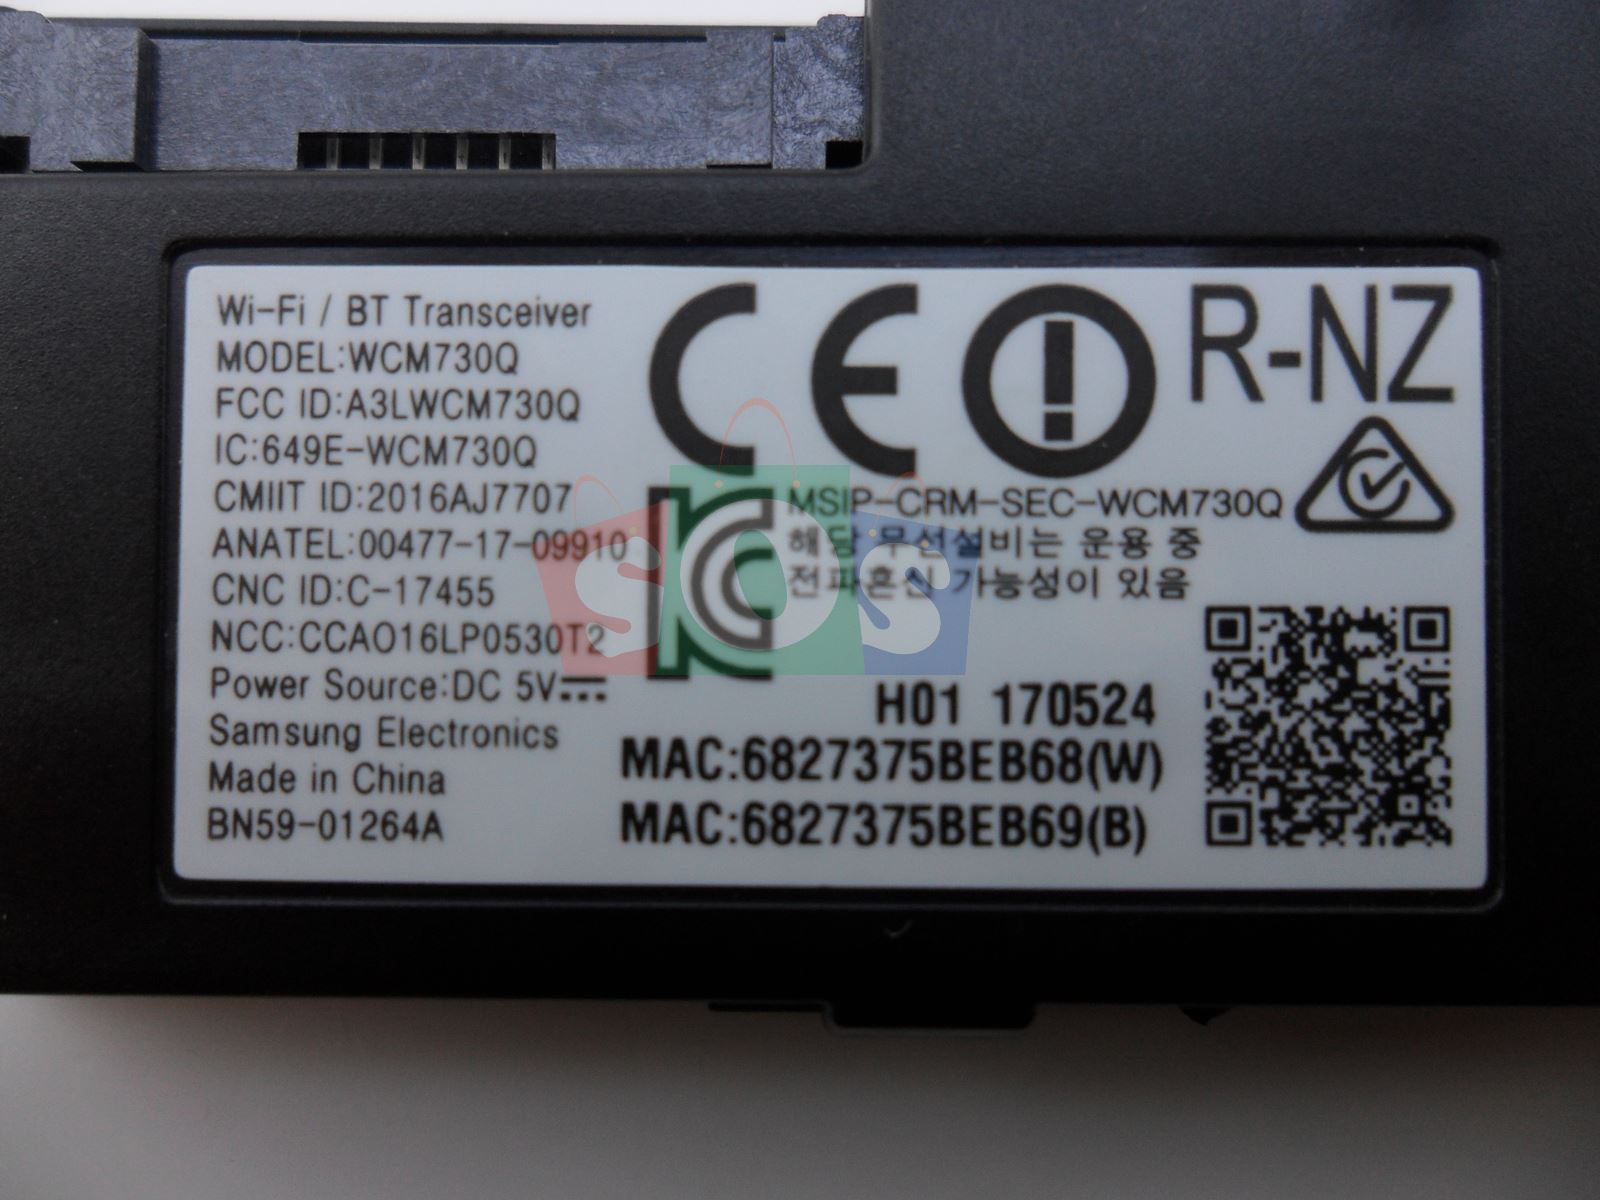 Wi-Fi / BT Transceiver
MODEL:WCM730Q
FCC ID:A3LWCM730Q
IC:649E-WCM730Q
CMIIT ID:2016AJ7707
ANATEL:00477-17-09910
CNC ID:C-17455
NCC:CCAO16LP0530T2
Power Source:DC 5V⎓
Samsung Electronics
Made in China
BN59-01264A
CE
R-NZ
MSIP-CRM-SEC-WCM730Q
해당 무선설비는 운용 중
전파혼신 가능성이 있음
SOS
H01 170524
MAC:6827375BEB68(W)
MAC:6827375BEB69(B)